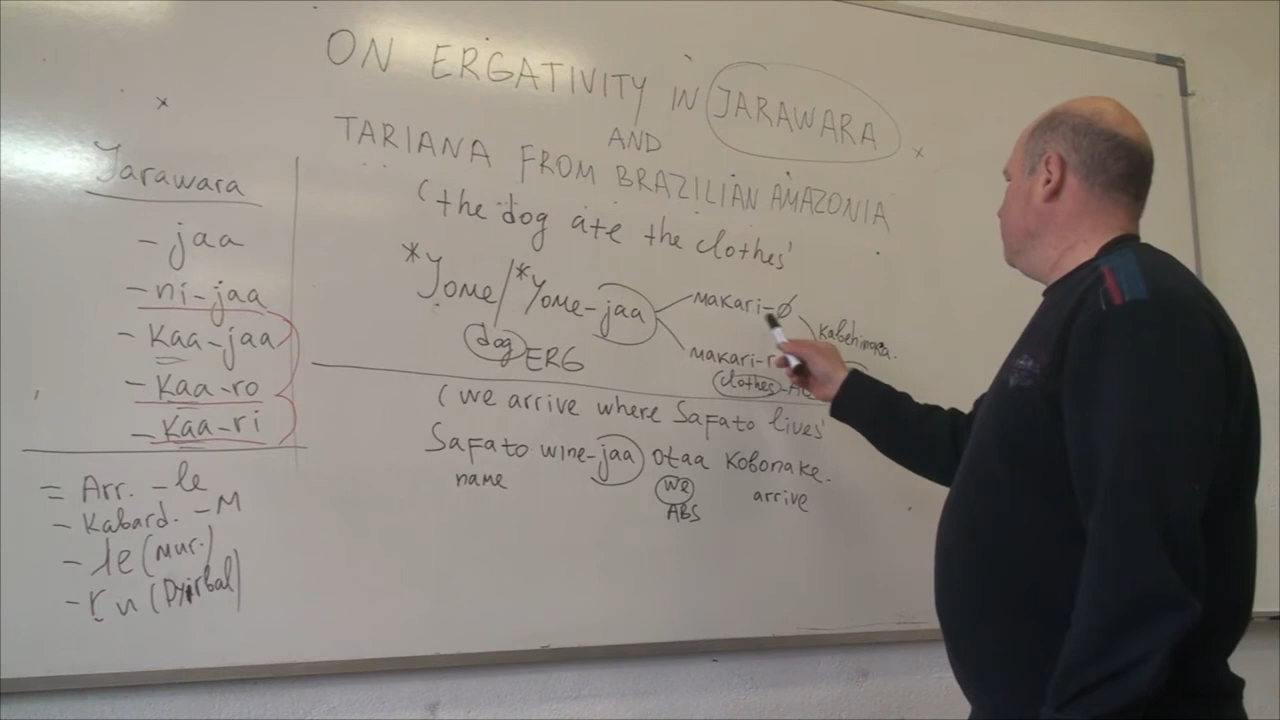 ON ERGATIVITY IN JARAWARA
AND
TARIANA FROM BRAZILIAN AMAZONIA
Jarawara
- jaa
- ni-jaa
- kaa-jaa
- kaa-ro
- kaa-ri
= Arr. -le
- Kabard. -M
- le (Mur.)
- ru (Dyirbal)
(the dog ate the clothes'
*Yome/*Yome-jaa makari-Ø
kabehimaka.
makari-r
dog ERG clothes
(we arrive where Safato lives'
Safato wine-jaa otaa kobonake.
name we arrive
ABS